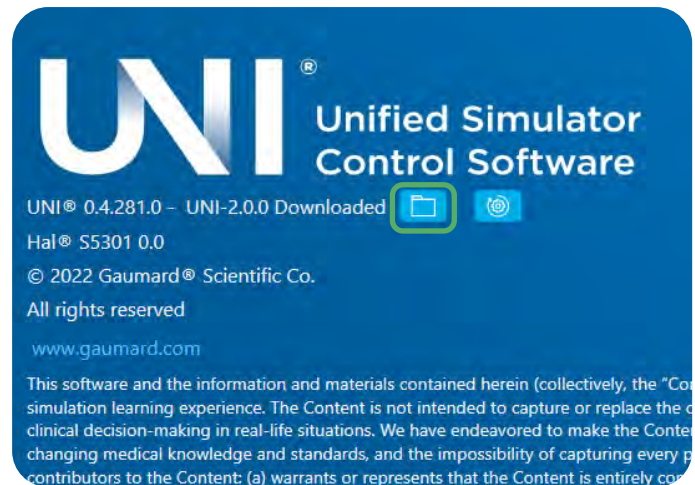 UNI®
Unified Simulator
Control Software
UNI® 0.4.281.0 – UNI-2.0.0 Downloaded
Hal® S5301 0.0
© 2022 Gaumard® Scientific Co.
All rights reserved
www.gaumard.com
This software and the information and materials contained herein (collectively, the "Co
simulation learning experience. The Content is not intended to capture or replace the
clinical decision-making in real-life situations. We have endeavored to make the Conte
changing medical knowledge and standards, and the impossibility of capturing every
contributors to the Content: (a) warrants or represents that the Content is entirely